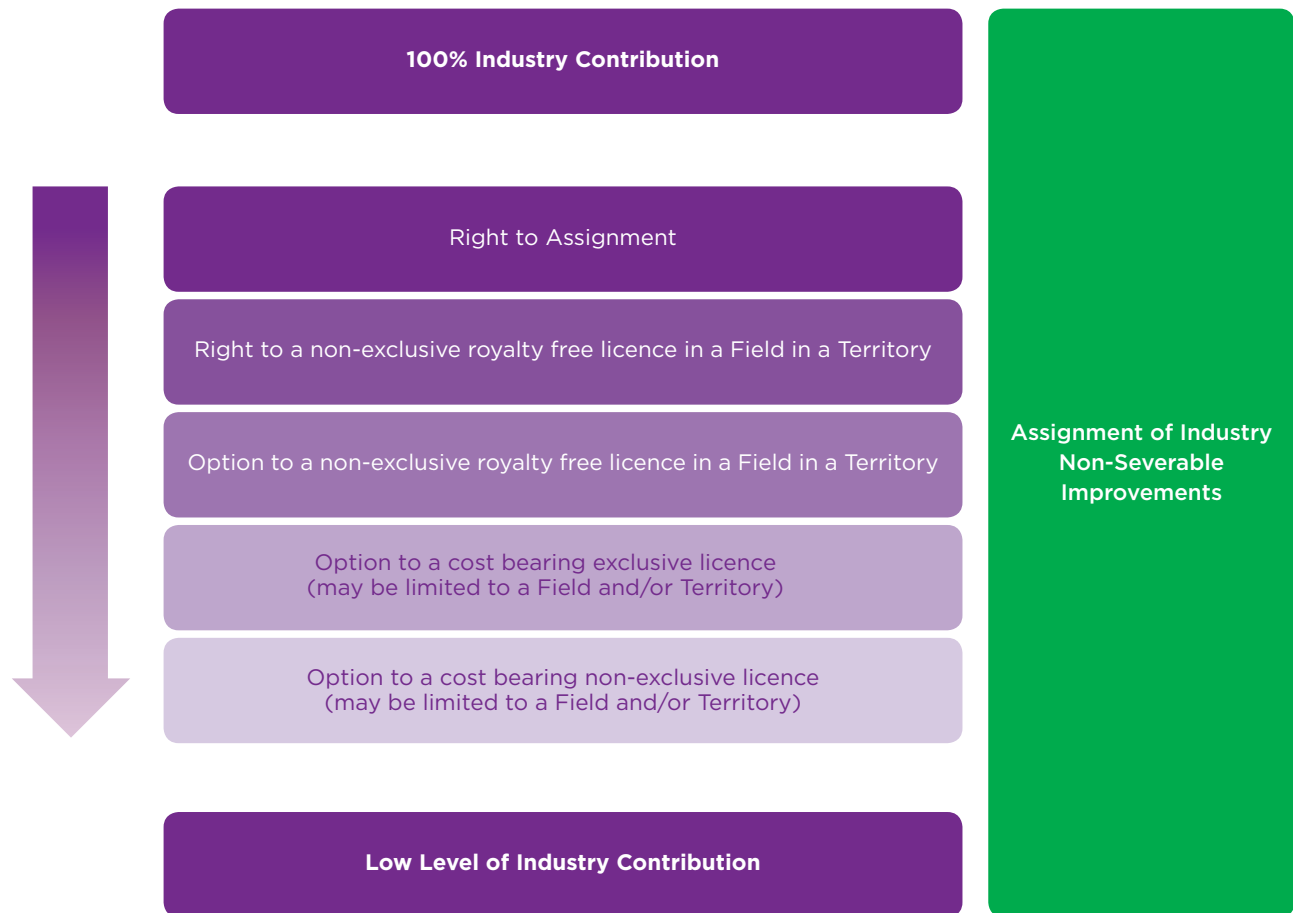 100% Industry Contribution
Right to Assignment
Right to a non-exclusive royalty free licence in a Field in a Territory
Option to a non-exclusive royalty free licence in a Field in a Territory
Option to a cost bearing exclusive licence
(may be limited to a Field and/or Territory)
Option to a cost bearing non-exclusive licence
(may be limited to a Field and/or Territory)
Low Level of Industry Contribution
Assignment of Industry
Non-Severable
Improvements